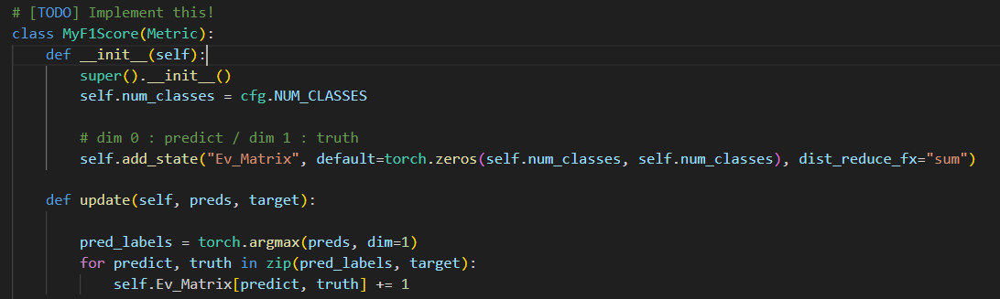 # [TODO] Implement this!
class MyF1Score(Metric):
    def __init__(self):
        super().__init__()
        self.num_classes = cfg.NUM_CLASSES

        # dim 0 : predict / dim 1 : truth
        self.add_state("Ev_Matrix", default=torch.zeros(self.num_classes, self.num_classes), dist_reduce_fx="sum")

    def update(self, preds, target):

        pred_labels = torch.argmax(preds, dim=1)
        for predict, truth in zip(pred_labels, target):
            self.Ev_Matrix[predict, truth] += 1